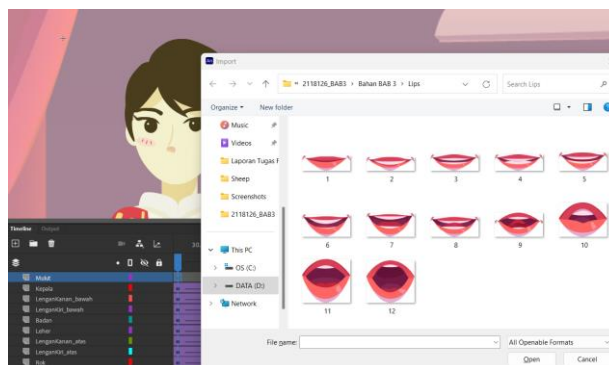 Import
« 2118126_BAB3 > Bahan BAB 3 > Lips
Search Lips
Organize
New folder
Music
Videos
Laporan Tugas F
Sheep
Screenshots
2118126_BAB3
This PC
OS (C:)
DATA (D:)
Network
1 2 3 4 5
6 7 8 9 10
11 12
File name:
All Openable Formats
Open Cancel
Timeline Output
30
Mulut
Kepala
LenganKanan_bawah
LenganKiri_bawah
Badan
Leher
LenganKanan_atas
LenganKiri_atas
Rok